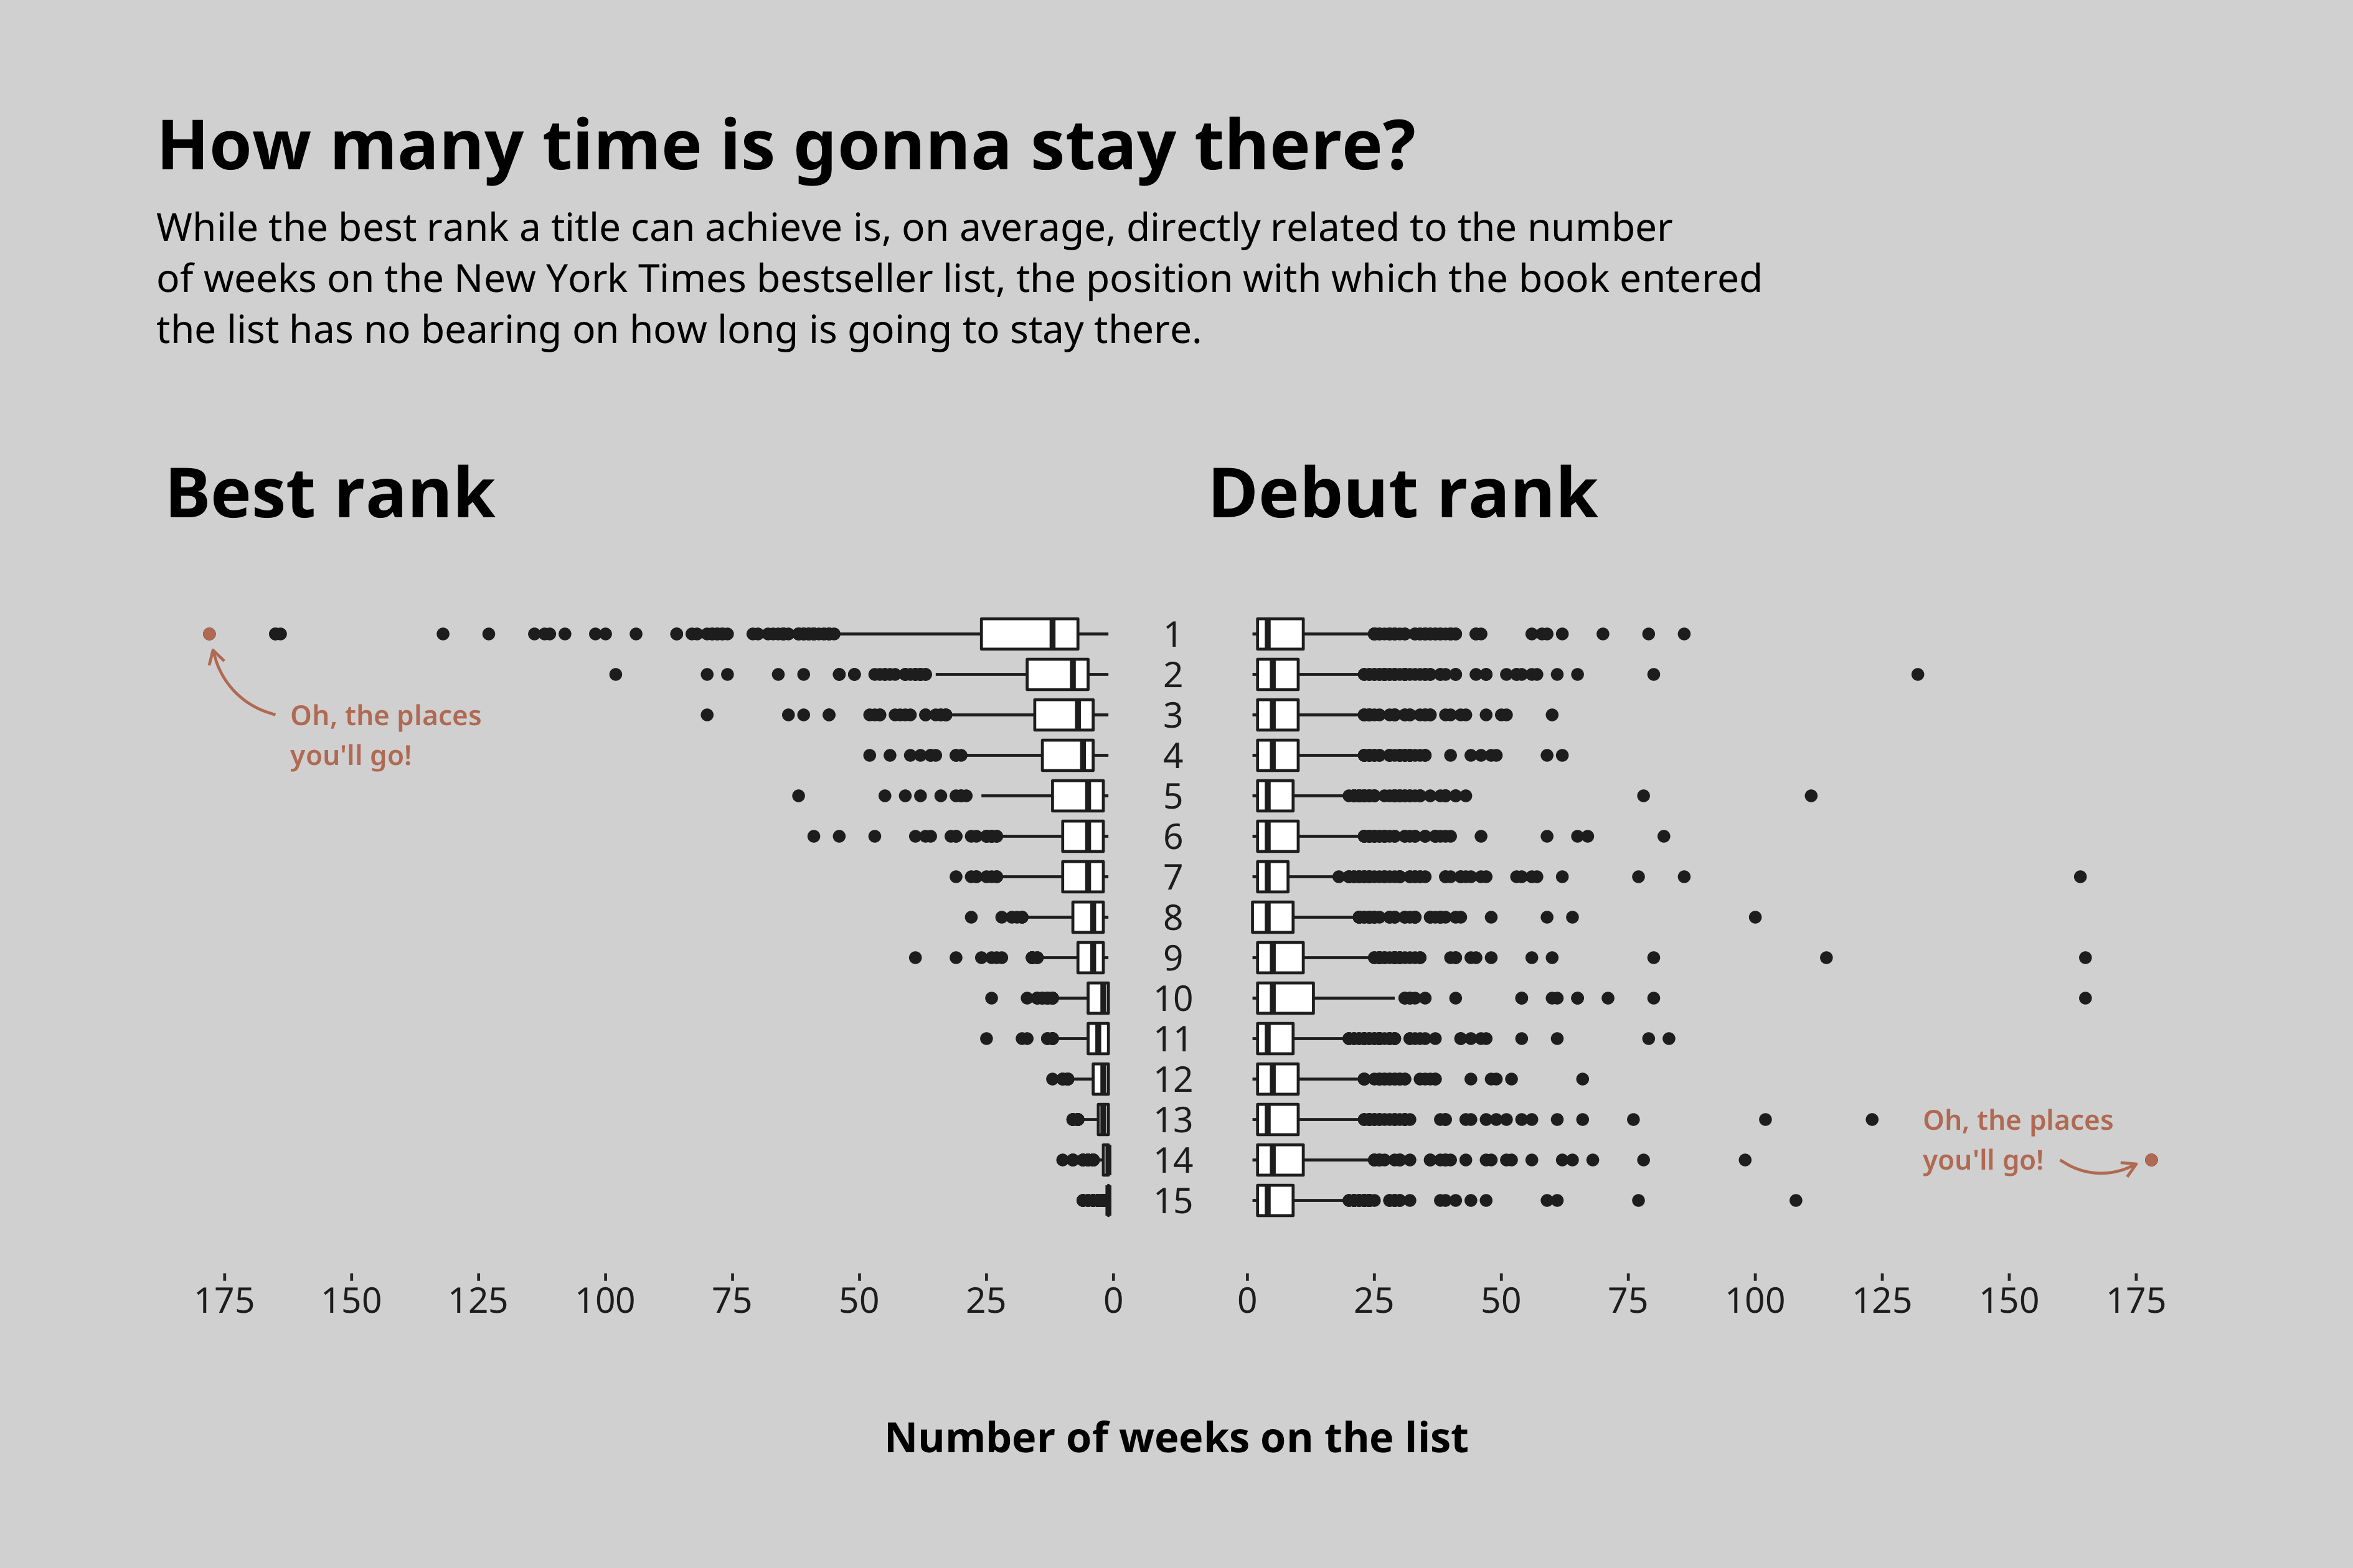 How many time is gonna stay there?
While the best rank a title can achieve is, on average, directly related to the number
of weeks on the New York Times bestseller list, the position with which the book entered
the list has no bearing on how long is going to stay there.
Best rank
Debut rank
Oh, the places
you'll go!
1
2
3
4
5
6
7
8
9
10
11
12
13
14
15
Oh, the places
you'll go!
175 150 125 100 75 50 25 0
0 25 50 75 100 125 150 175
Number of weeks on the list